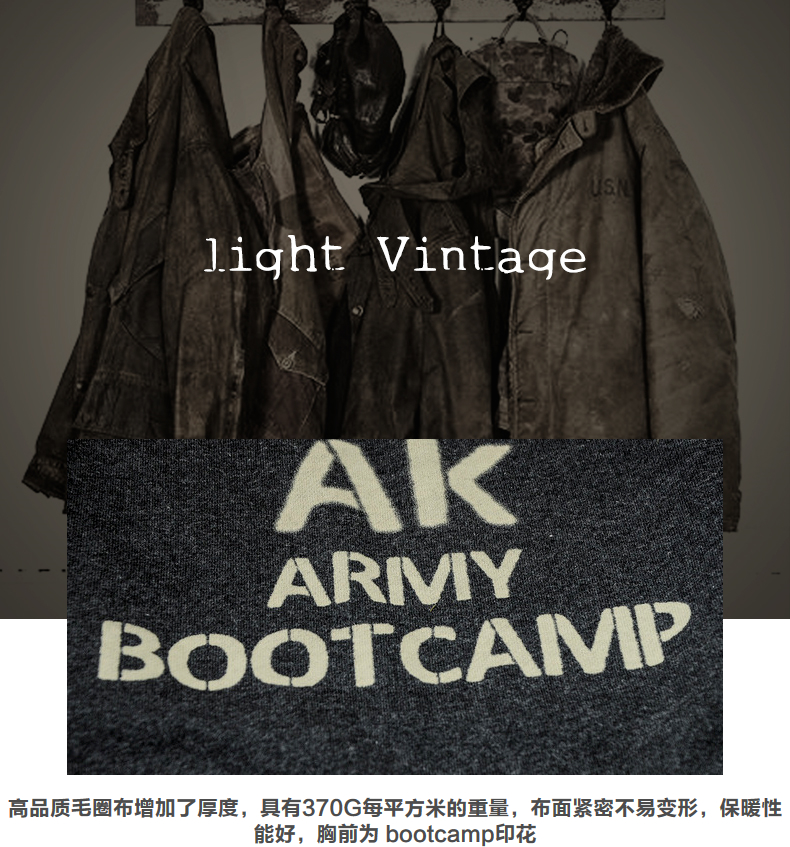 U.S.N.
light Vintage
AK
ARMY
BOOTCAMP
高品质毛圈布增加了厚度，具有370G每平方米的重量，布面紧密不易变形，保暖性
能好，胸前为 bootcamp印花